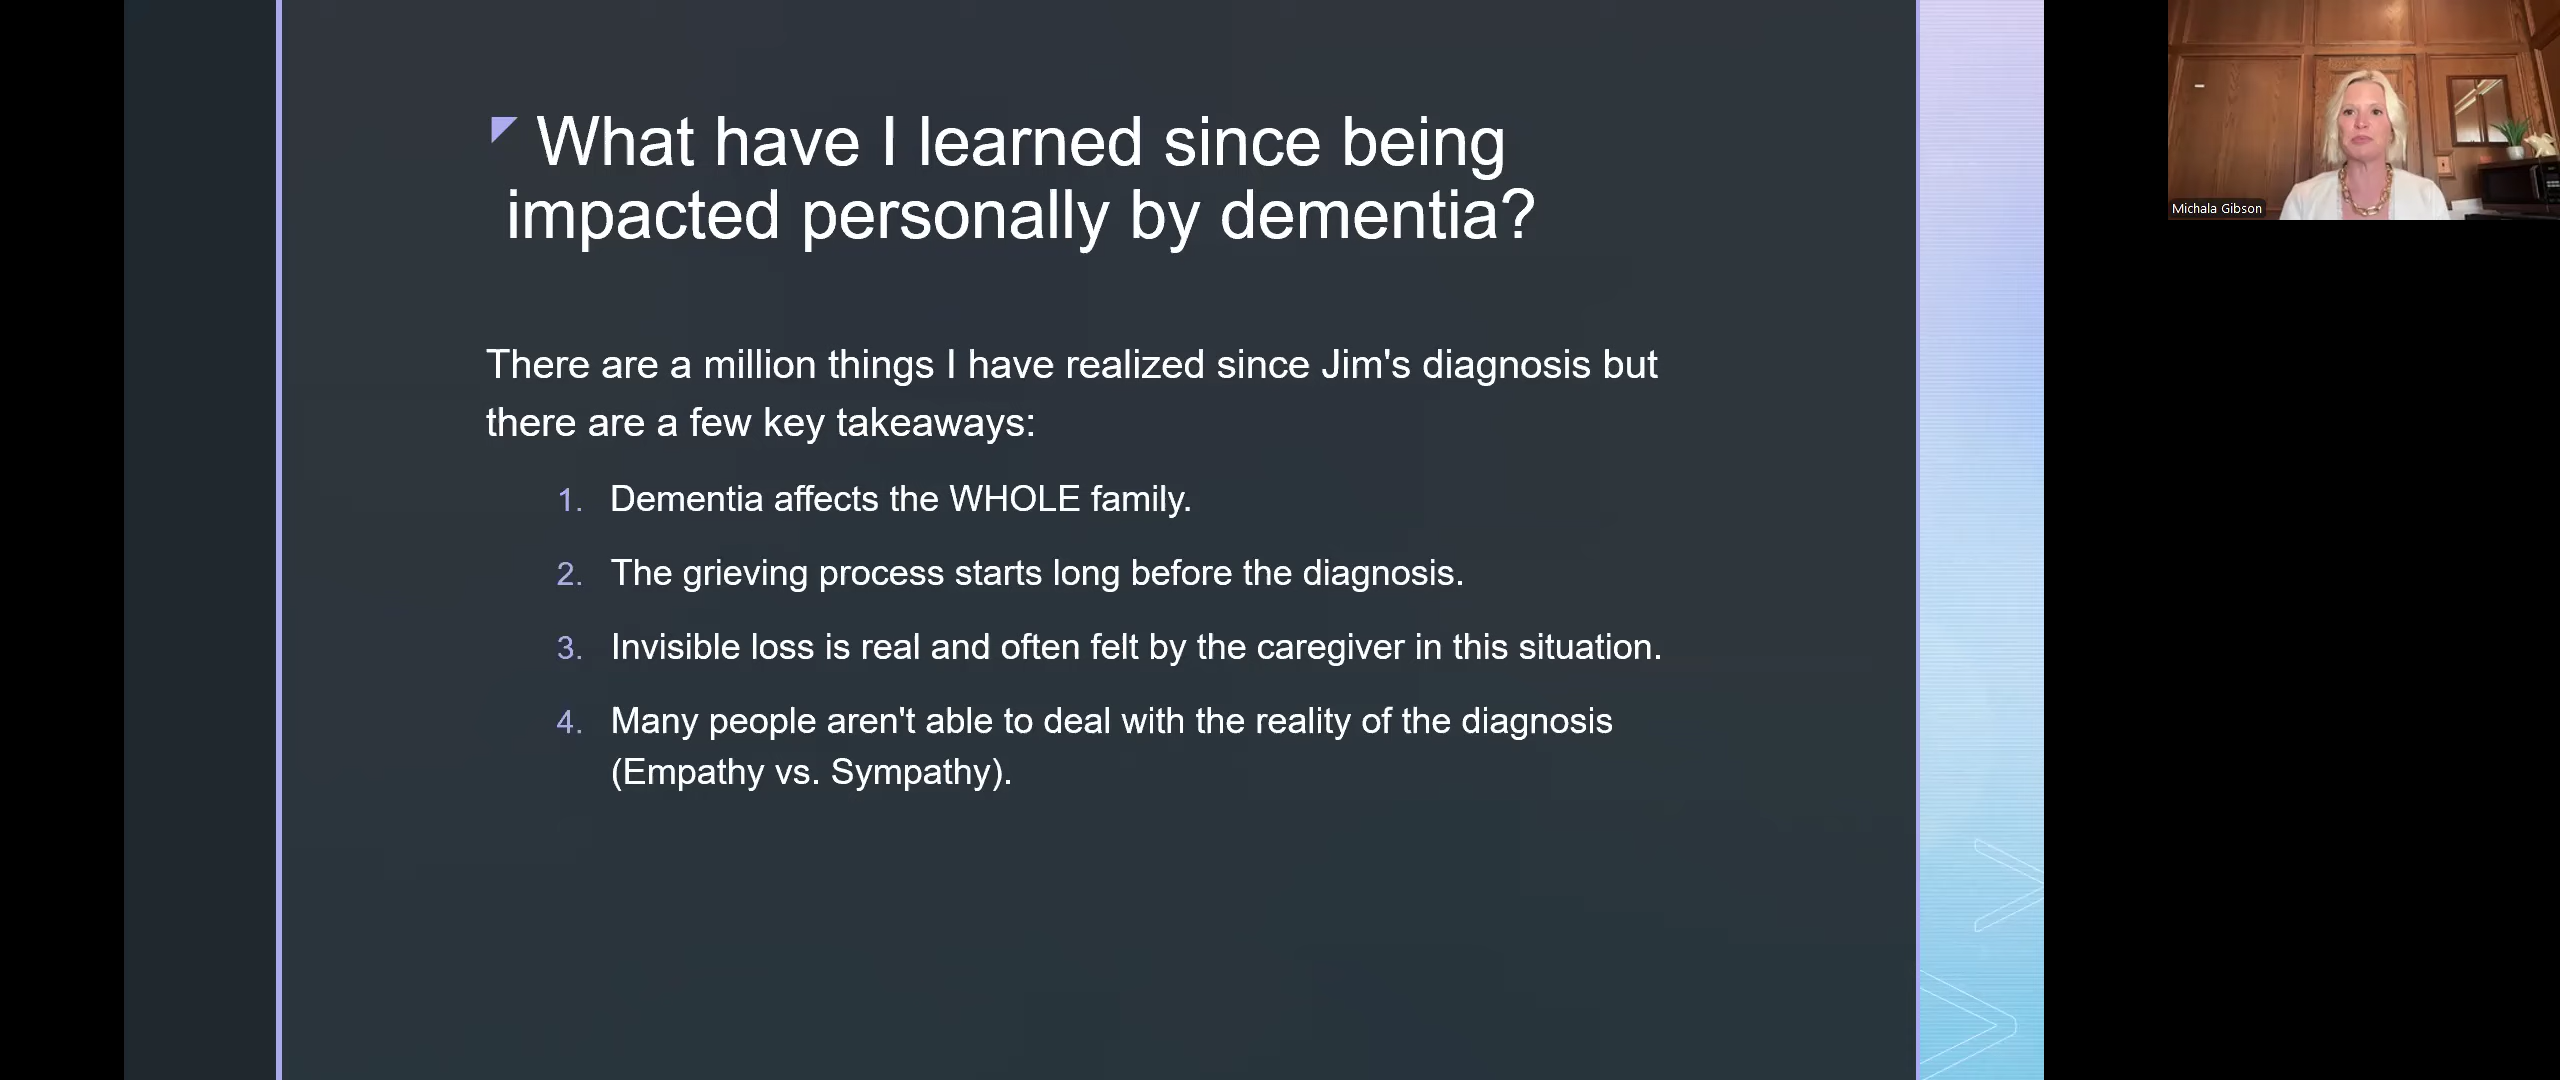 What have I learned since being
impacted personally by dementia?
There are a million things I have realized since Jim's diagnosis but
there are a few key takeaways:
1. Dementia affects the WHOLE family.
2. The grieving process starts long before the diagnosis.
3. Invisible loss is real and often felt by the caregiver in this situation.
4. Many people aren't able to deal with the reality of the diagnosis
(Empathy vs. Sympathy).
Michala Gibson